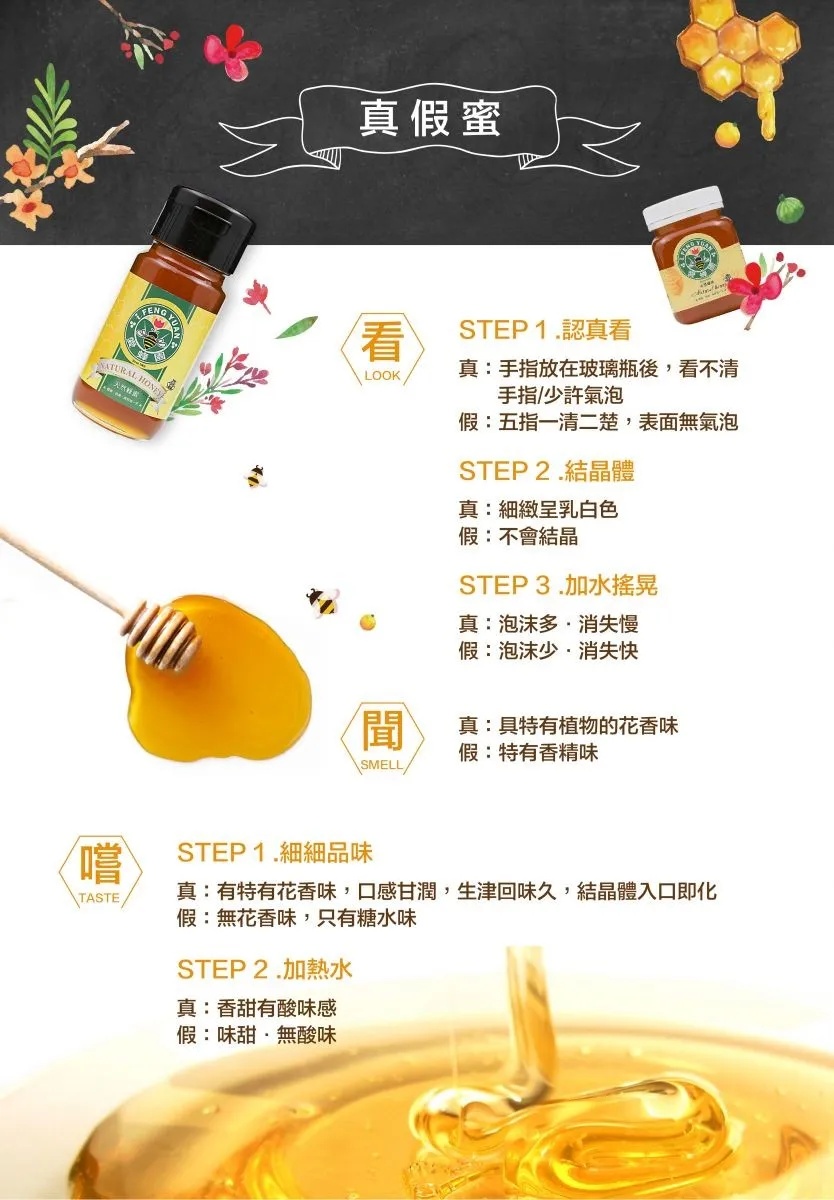 真假蜜
I FENG YUAN
蜂園
NATURAL HONEY
天然蜂蜜
I FENG YUAN
Natural Honey
看
LOOK
STEP 1 .認真看
真：手指放在玻璃瓶後，看不清
手指/少許氣泡
假：五指一清二楚，表面無氣泡
STEP 2 .結晶體
真：細緻呈乳白色
假：不會結晶
STEP 3 .加水搖晃
真：泡沫多．消失慢
假：泡沫少．消失快
聞
SMELL
真：具特有植物的花香味
假：特有香精味
嚐
TASTE
STEP 1 .細細品味
真：有特有花香味，口感甘潤，生津回味久，結晶體入口即化
假：無花香味，只有糖水味
STEP 2 .加熱水
真：香甜有酸味感
假：味甜．無酸味